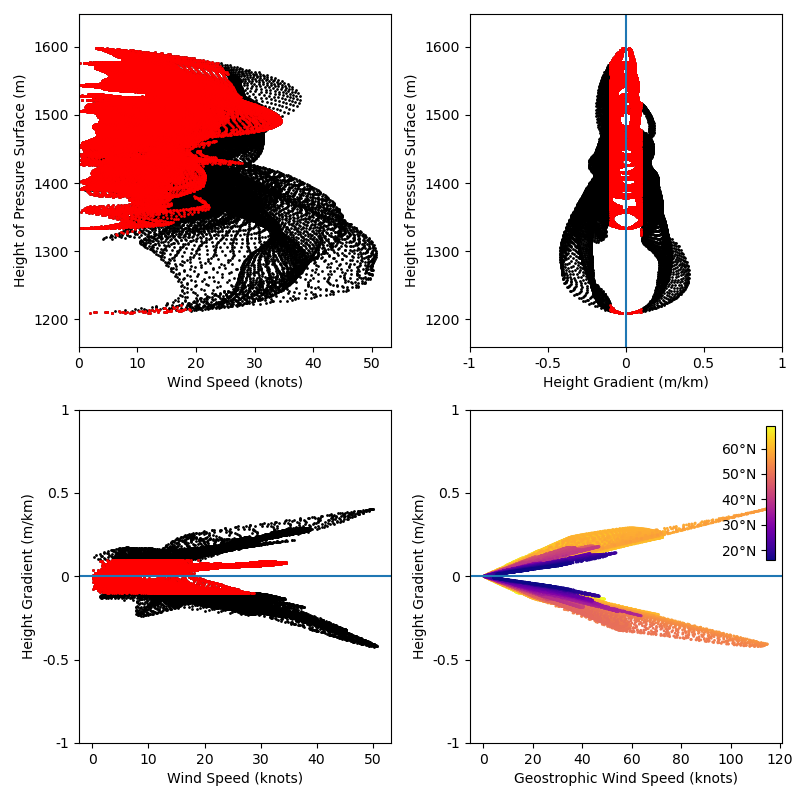 Height of Pressure Surface (m)
1600
1500
1400
1300
1200
0 10 20 30 40 50
Wind Speed (knots)
Height of Pressure Surface (m)
1600
1500
1400
1300
1200
-1 -0.5 0 0.5 1
Height Gradient (m/km)
Height Gradient (m/km)
1
0.5
0
-0.5
-1
0 10 20 30 40 50
Wind Speed (knots)
Height Gradient (m/km)
1
0.5
0
-0.5
-1
60°N
50°N
40°N
30°N
20°N
0 20 40 60 80 100 120
Geostrophic Wind Speed (knots)